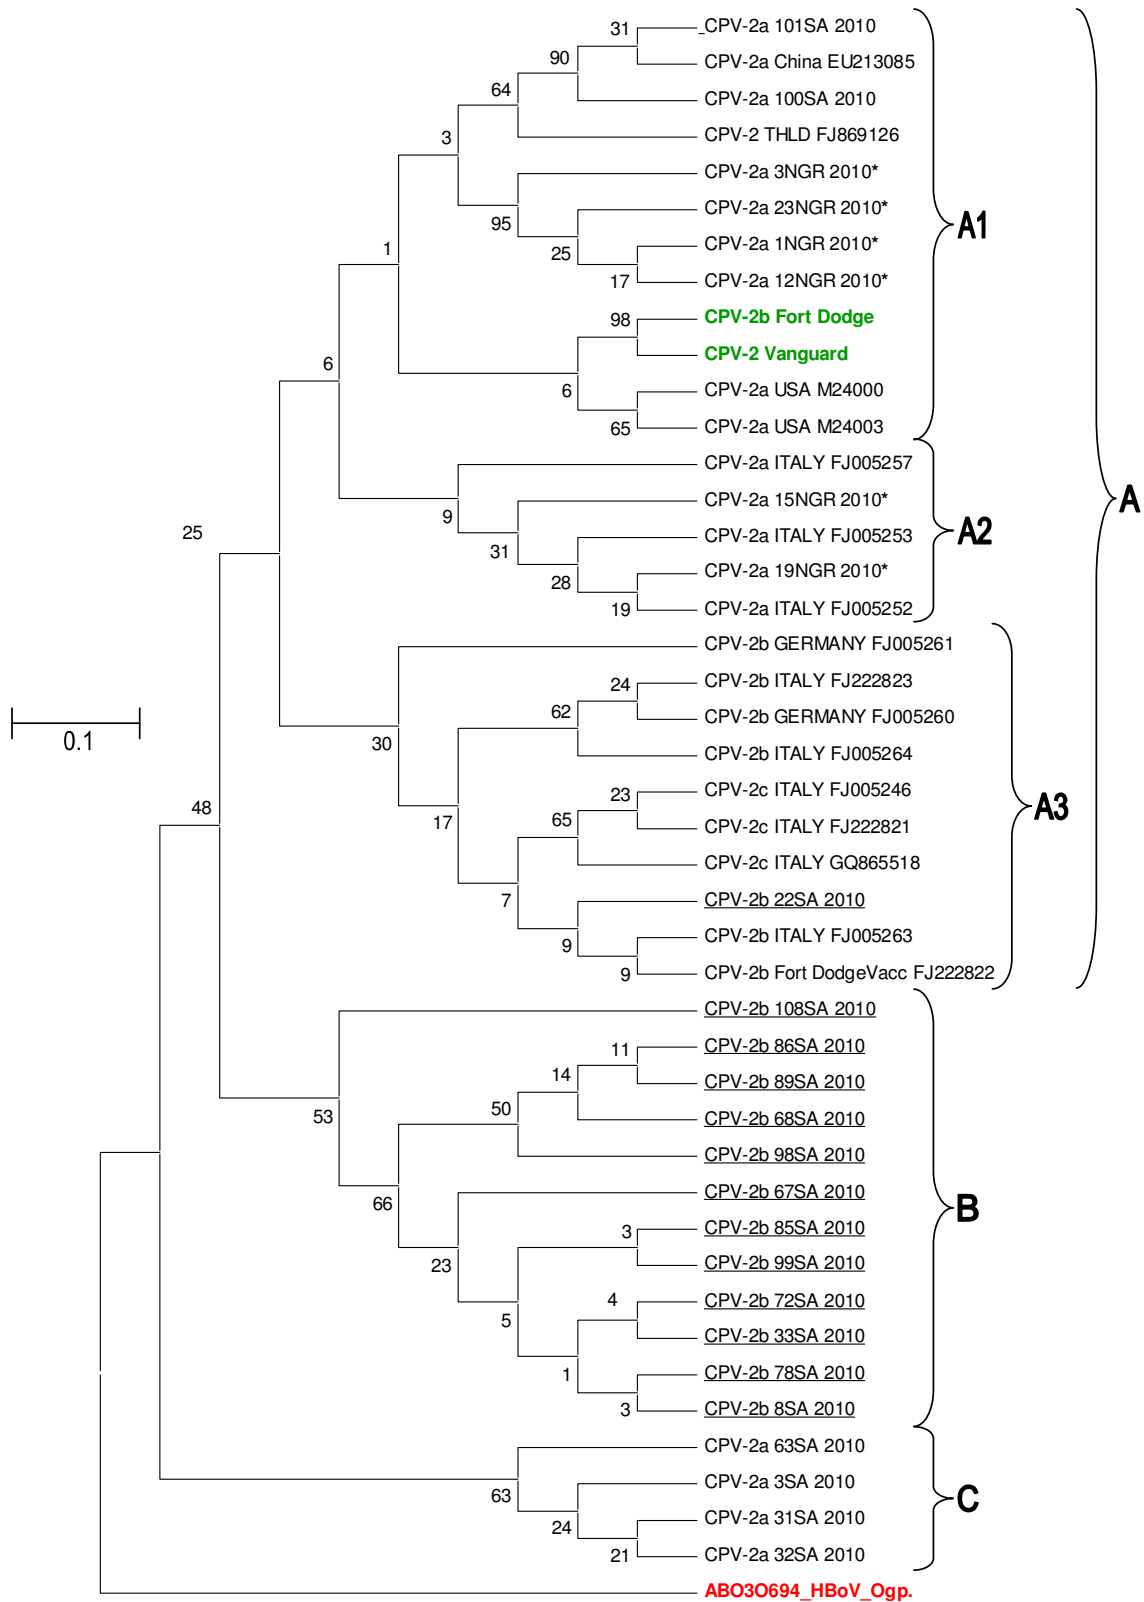 31
_CPV-2a 101SA 2010
90
CPV-2a China EU213085
64
CPV-2a 100SA 2010
3
CPV-2 THLD FJ869126
CPV-2a 3NGR 2010*
95
CPV-2a 23NGR 2010*
A1
1
25
CPV-2a 1NGR 2010*
17
CPV-2a 12NGR 2010*
98
CPV-2b Fort Dodge
CPV-2 Vanguard
6
6
CPV-2a USA M24000
65
CPV-2a USA M24003
CPV-2a ITALY FJ005257
A
9
CPV-2a 15NGR 2010*
25
31
CPV-2a ITALY FJ005253
A2
28
CPV-2a 19NGR 2010*
19
CPV-2a ITALY FJ005252
CPV-2b GERMANY FJ005261
24
CPV-2b ITALY FJ222823
62
CPV-2b GERMANY FJ005260
0.1
30
CPV-2b ITALY FJ005264
23
CPV-2c ITALY FJ005246
A3
48
17
65
CPV-2c ITALY FJ222821
CPV-2c ITALY GQ865518
7
CPV-2b 22SA 2010
9
CPV-2b ITALY FJ005263
9
CPV-2b Fort DodgeVacc FJ222822
CPV-2b 108SA 2010
11
CPV-2b 86SA 2010
14
CPV-2b 89SA 2010
50
53
CPV-2b 68SA 2010
CPV-2b 98SA 2010
66
CPV-2b 67SA 2010
B
3
CPV-2b 85SA 2010
23
CPV-2b 99SA 2010
4
CPV-2b 72SA 2010
5
CPV-2b 33SA 2010
1
CPV-2b 78SA 2010
3
CPV-2b 8SA 2010
CPV-2a 63SA 2010
63
CPV-2a 3SA 2010
C
24
CPV-2a 31SA 2010
21
CPV-2a 32SA 2010
ABO3O694_HBoV_Ogp.